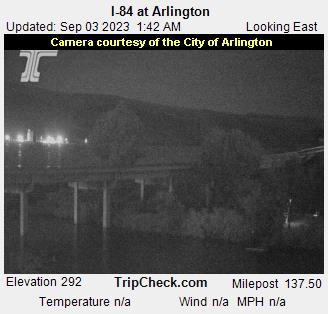 I-84 at Arlington
Updated: Sep 03 2023 1:42 AM Looking East
Camera courtesy of the City of Arlington
Elevation 292 TripCheck.com Milepost 137.50
Temperature n/a Wind n/a MPH n/a